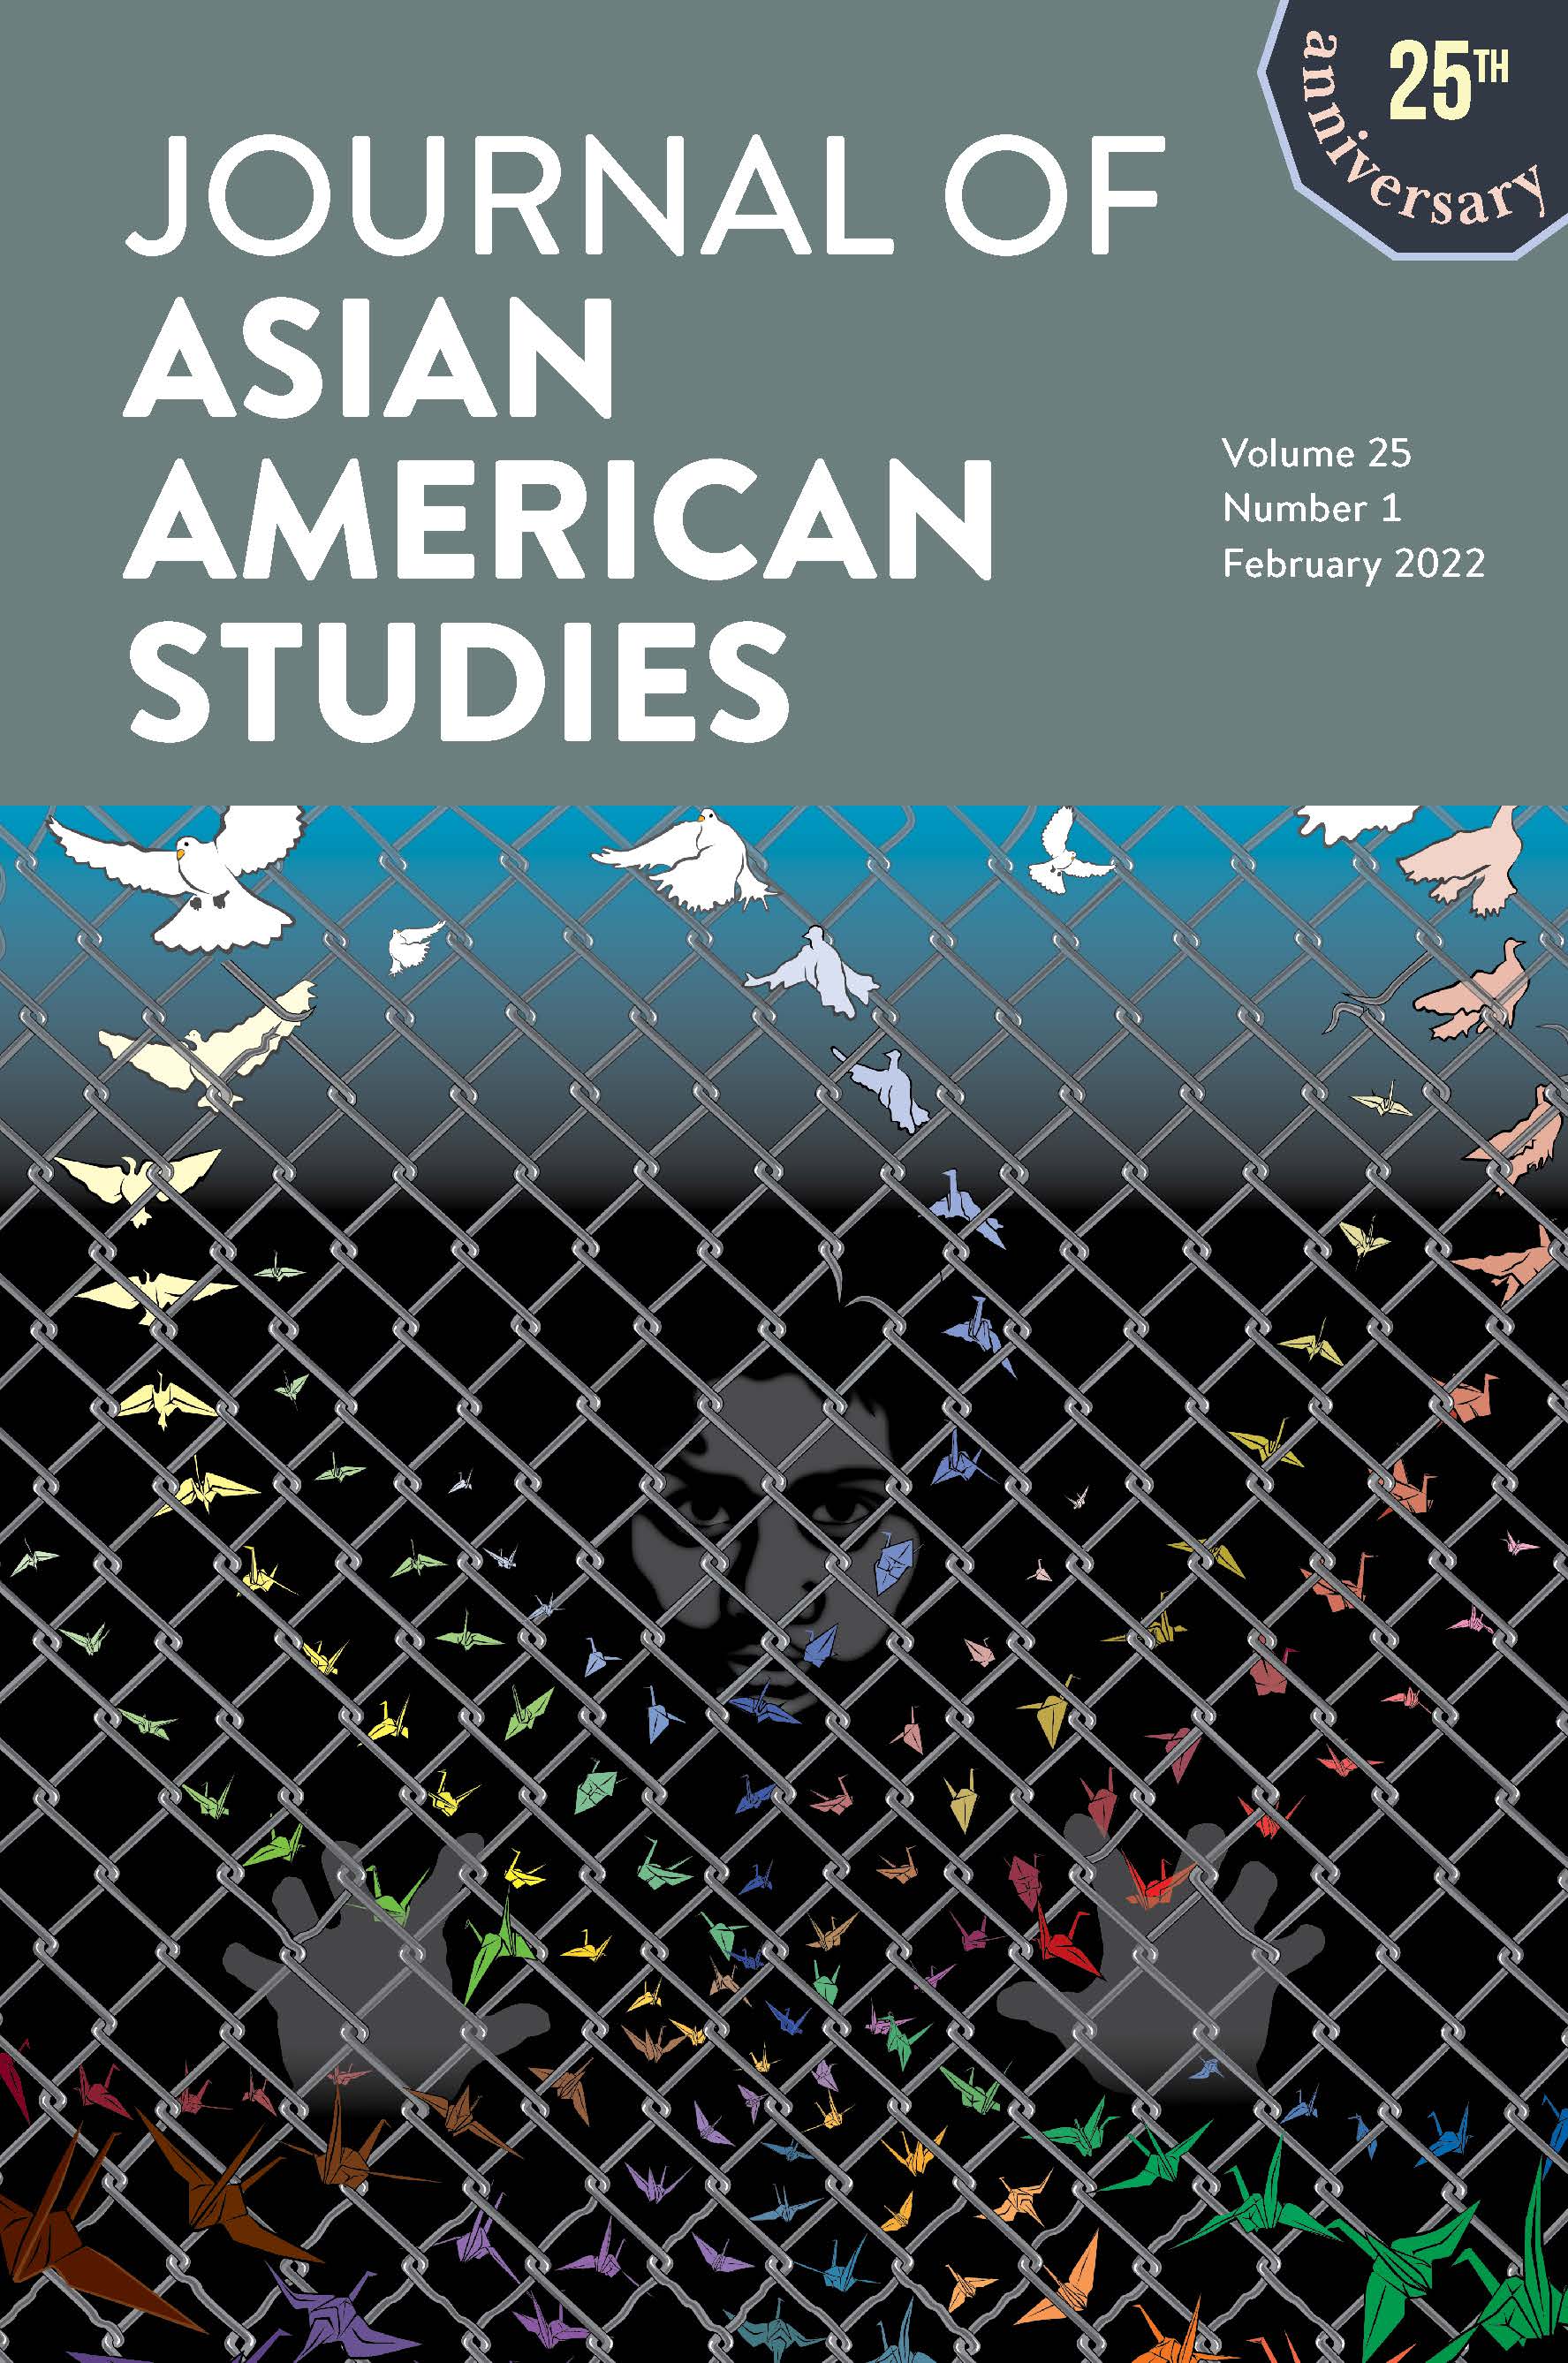 25TH
anniversary
JOURNAL OF
ASIAN
AMERICAN
STUDIES
Volume 25
Number 1
February 2022